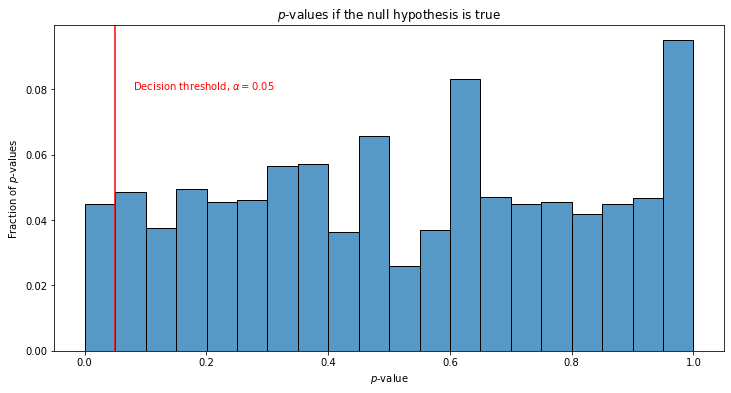 p-values if the null hypothesis is true
Decision threshold, α = 0.05
Fraction of p-values
0.08
0.06
0.04
0.02
0.00
0.0 0.2 0.4 0.6 0.8 1.0
p-value